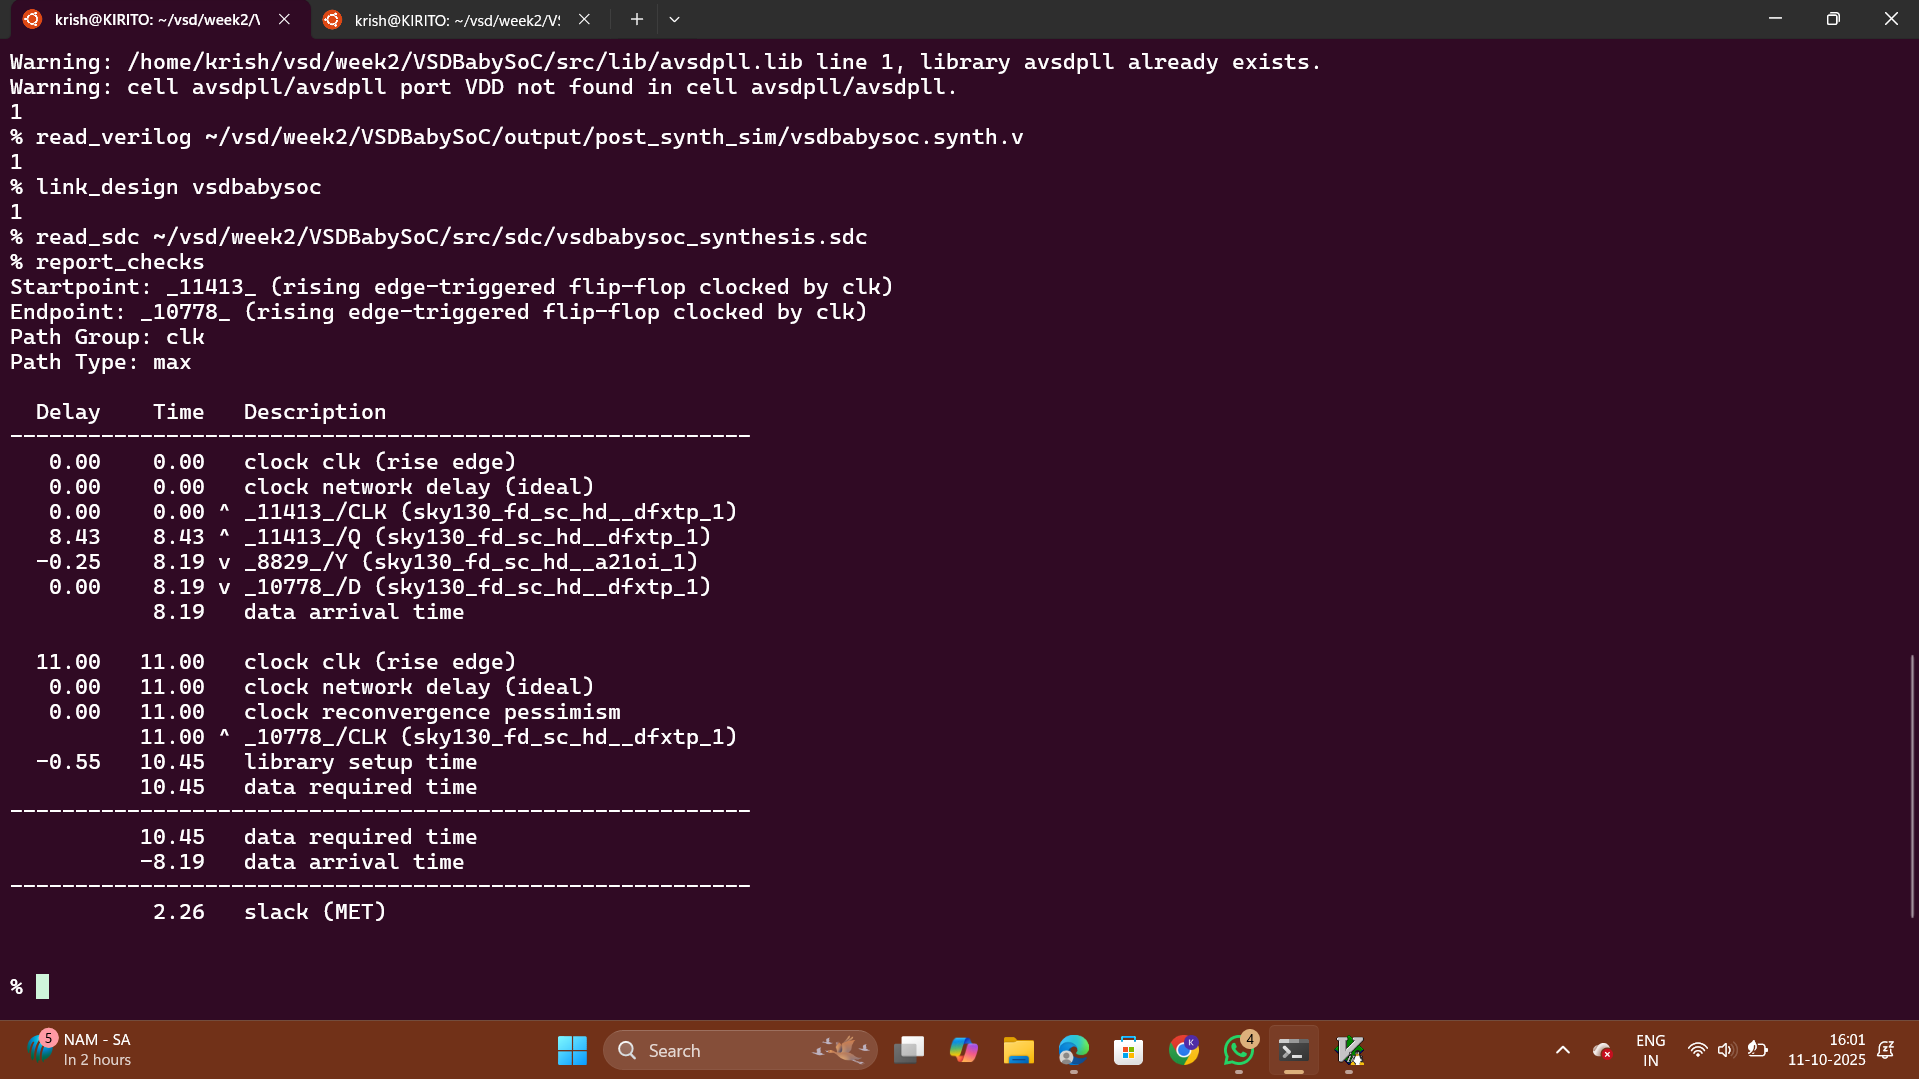 krish@KIRITO: ~/vsd/week2/V
krish@KIRITO: ~/vsd/week2/VS
Warning: /home/krish/vsd/week2/VSDBabySoC/src/lib/avsdpll.lib line 1, library avsdpll already exists.
Warning: cell avsdpll/avsdpll port VDD not found in cell avsdpll/avsdpll.
1
% read_verilog ~/vsd/week2/VSDBabySoC/output/post_synth_sim/vsdbabysoc.synth.v
1
% link_design vsdbabysoc
1
% read_sdc ~/vsd/week2/VSDBabySoC/src/sdc/vsdbabysoc_synthesis.sdc
% report_checks
Startpoint: _11413_ (rising edge-triggered flip-flop clocked by clk)
Endpoint: _10778_ (rising edge-triggered flip-flop clocked by clk)
Path Group: clk
Path Type: max
Delay Time Description
---------------------------------------------------------
0.00 0.00 clock clk (rise edge)
0.00 0.00 clock network delay (ideal)
0.00 0.00 ^ _11413_/CLK (sky130_fd_sc_hd__dfxtp_1)
8.43 8.43 ^ _11413_/Q (sky130_fd_sc_hd__dfxtp_1)
-0.25 8.19 v _8829_/Y (sky130_fd_sc_hd__a21oi_1)
0.00 8.19 v _10778_/D (sky130_fd_sc_hd__dfxtp_1)
8.19 data arrival time
11.00 11.00 clock clk (rise edge)
0.00 11.00 clock network delay (ideal)
0.00 11.00 clock reconvergence pessimism
11.00 ^ _10778_/CLK (sky130_fd_sc_hd__dfxtp_1)
-0.55 10.45 library setup time
10.45 data required time
---------------------------------------------------------
10.45 data required time
-8.19 data arrival time
---------------------------------------------------------
2.26 slack (MET)
%
5
NAM - SA
In 2 hours
Search
4
ENG
IN
16:01
11-10-2025